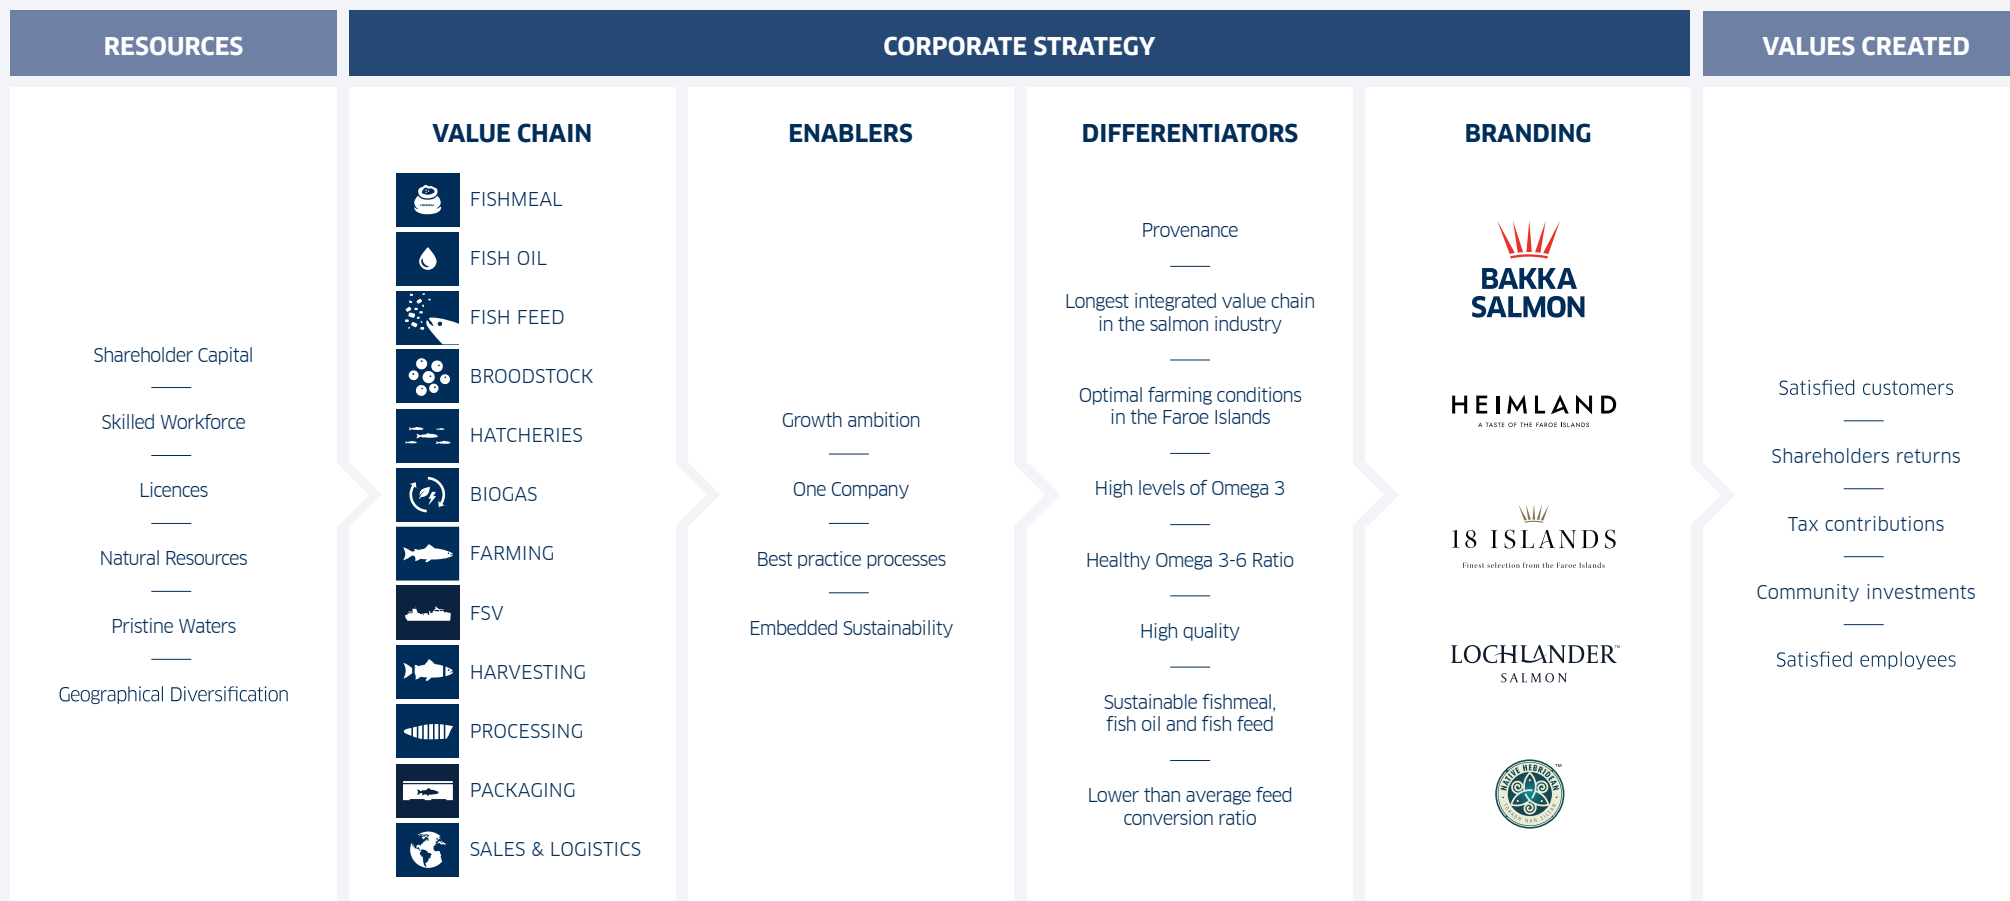 RESOURCES
CORPORATE STRATEGY
VALUES CREATED
Shareholder Capital
Skilled Workforce
Licences
Natural Resources
Pristine Waters
Geographical Diversification
VALUE CHAIN
FISHMEAL
FISH OIL
FISH FEED
BROODSTOCK
HATCHERIES
BIOGAS
FARMING
FSV
HARVESTING
PROCESSING
PACKAGING
SALES & LOGISTICS
ENABLERS
Growth ambition
One Company
Best practice processes
Embedded Sustainability
DIFFERENTIATORS
Provenance
Longest integrated value chain
in the salmon industry
Optimal farming conditions
in the Faroe Islands
High levels of Omega 3
Healthy Omega 3-6 Ratio
High quality
Sustainable fishmeal,
fish oil and fish feed
Lower than average feed
conversion ratio
BRANDING
BAKKA
SALMON
HEIMLAND
A TASTE OF THE FAROE ISLANDS
18 ISLANDS
Finest selection from the Faroe Islands
LOCHLANDER™
SALMON
NATIVE HEBRIDEAN
™
Satisfied customers
Shareholders returns
Tax contributions
Community investments
Satisfied employees